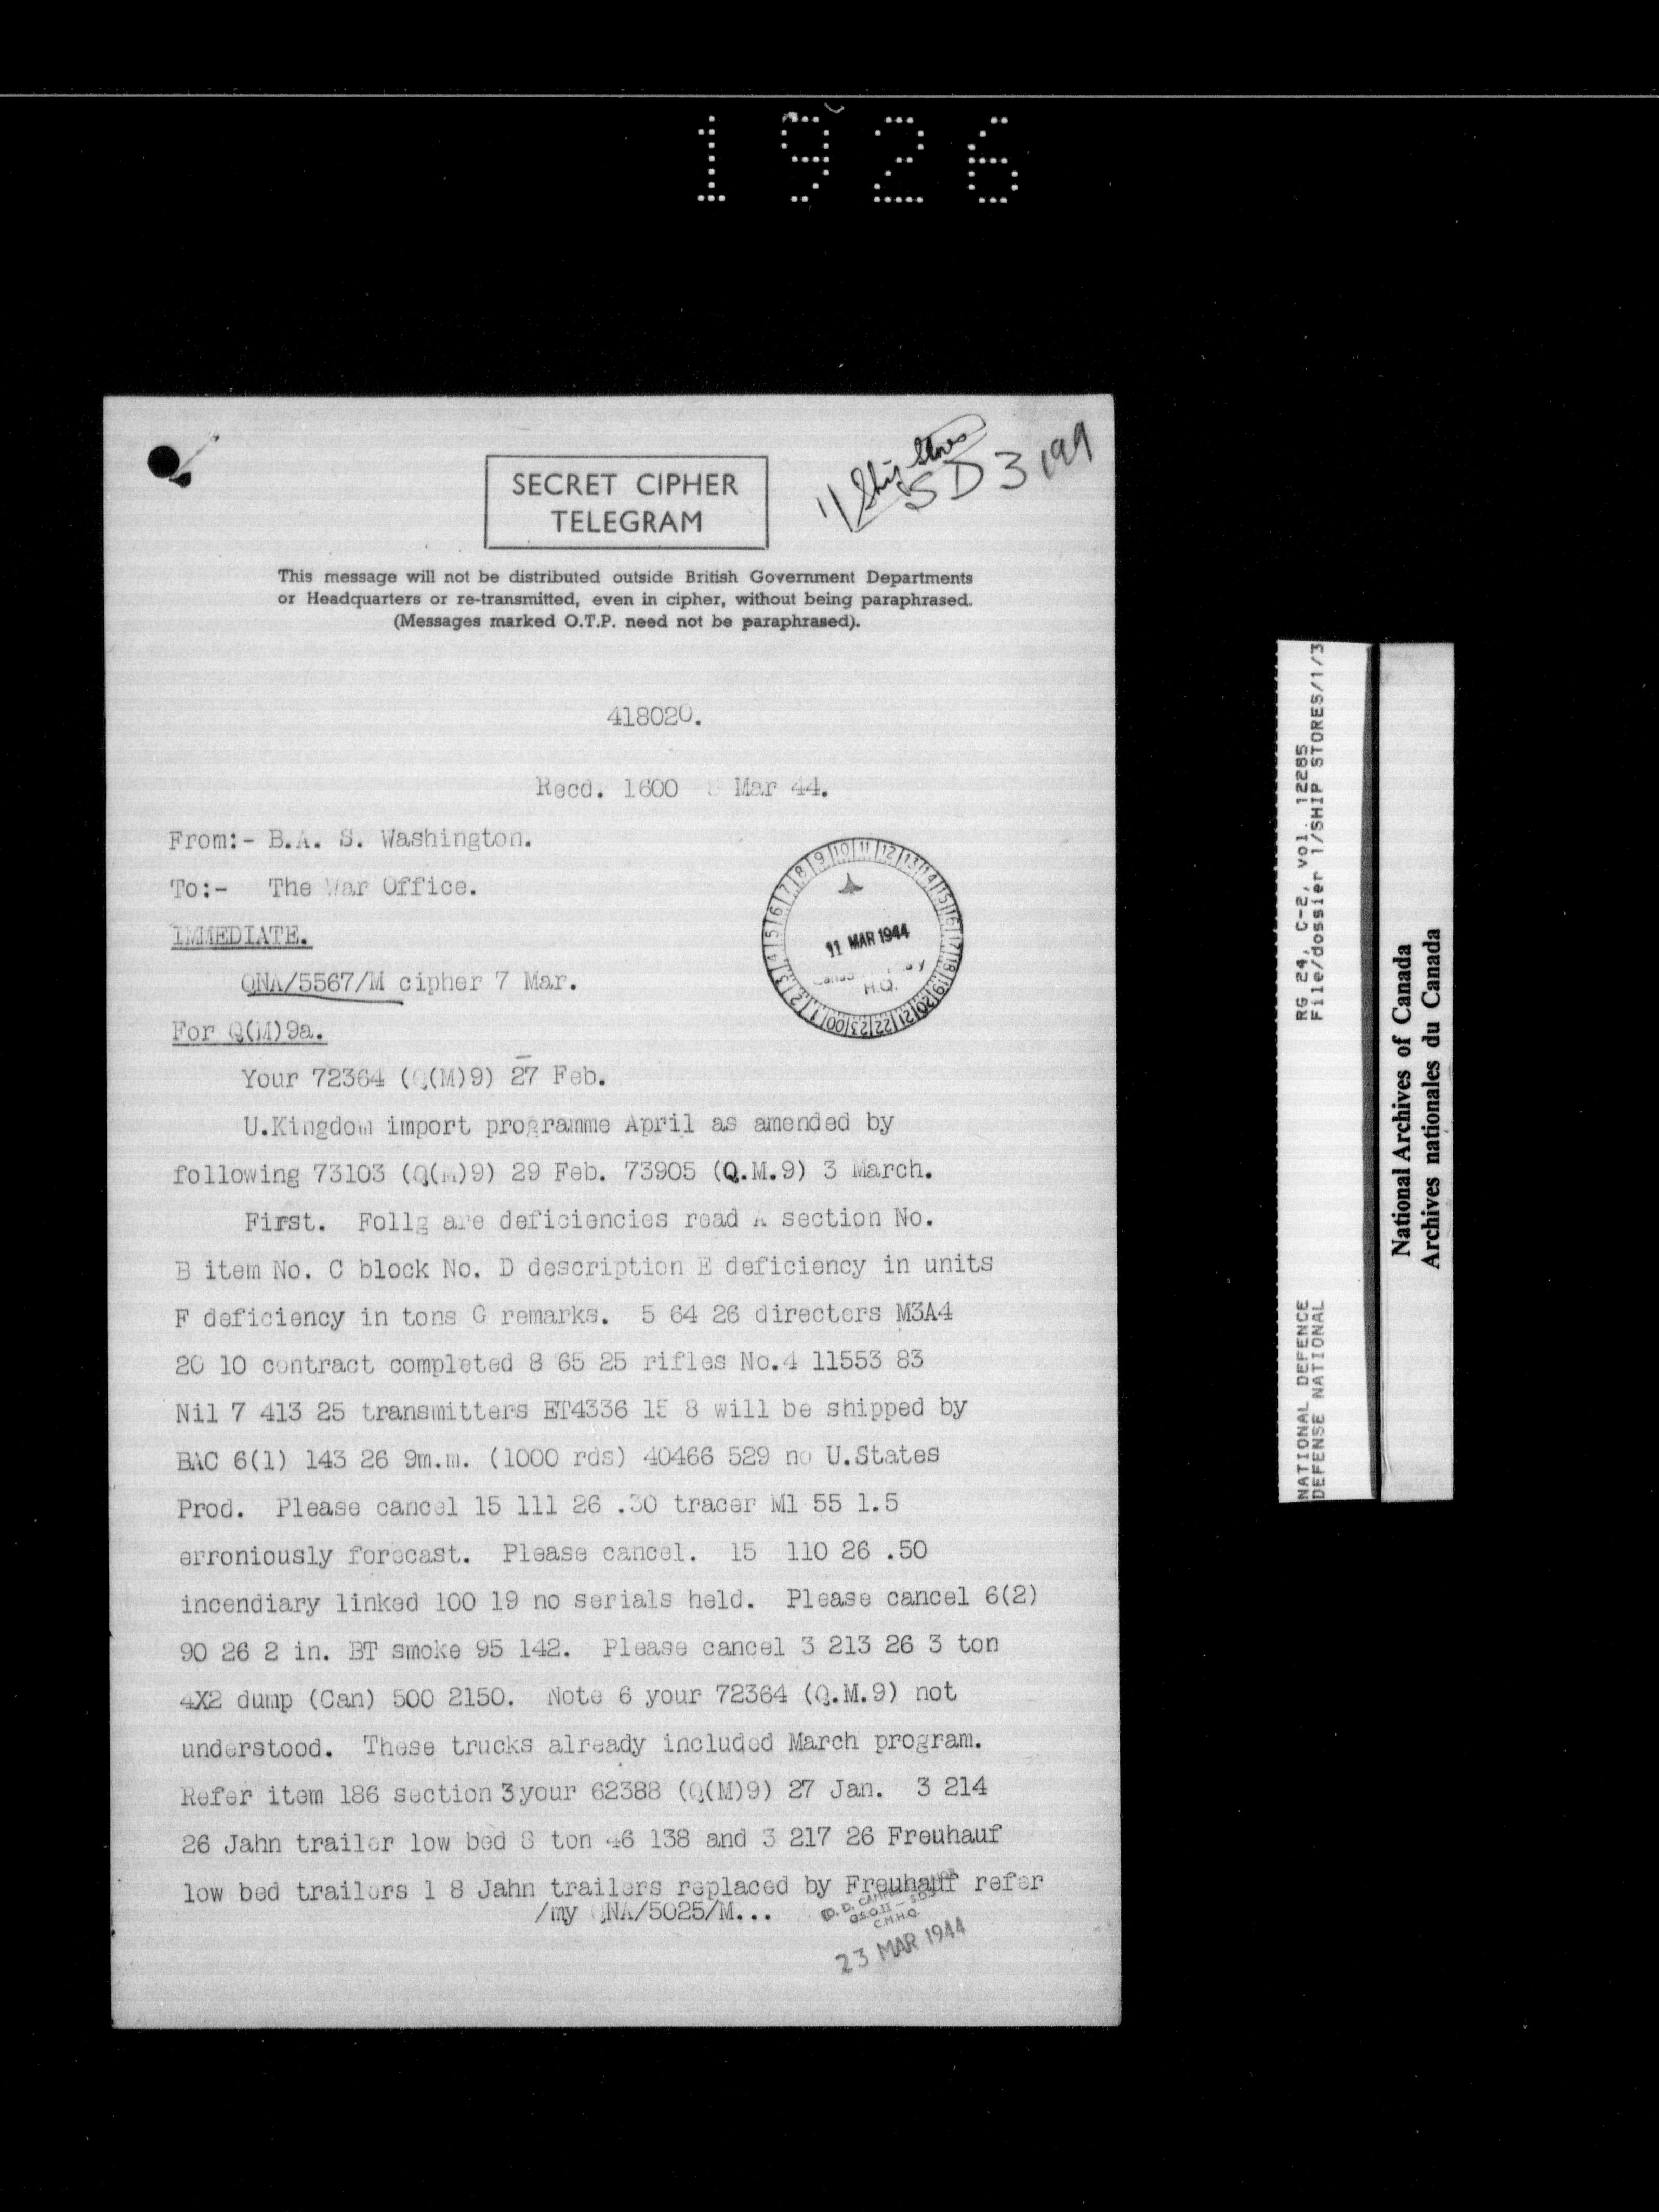 1926
SECRET CIPHER
TELEGRAM
1/Ship Stores
SD3 199
This message will not be distributed outside British Government Departments
or Headquarters or re-transmitted, even in cipher, without being paraphrased.
(Messages marked O.T.P. need not be paraphrased).
418020.
Recd. 1600 Mar 44.
From:- B.A. S. Washington.
To:- The War Office.
IMMEDIATE.
QNA/5567/M cipher 7 Mar.
For Q(M)9a.
11 MAR 1944
H.Q.
Your 72364 (Q(M)9) 27 Feb.
U.Kingdom import programme April as amended by
following 73103 (Q(M)9) 29 Feb. 73905 (Q.M.9) 3 March.
First. Follg are deficiencies read A section No.
B item No. C block No. D description E deficiency in units
F deficiency in tons G remarks. 5 64 26 directors M3A4
20 10 contract completed 8 65 25 rifles No.4 11553 83
Nil 7 413 25 transmitters ET4336 15 8 will be shipped by
BAC 6(1) 143 26 9m.m. (1000 rds) 40466 529 no U.States
Prod. Please cancel 15 111 26 .30 tracer M1 55 1.5
erroniously forecast. Please cancel. 15 110 26 .50
incendiary linked 100 19 no serials held. Please cancel 6(2)
90 26 2 in. BT smoke 95 142. Please cancel 3 213 26 3 ton
4X2 dump (Can) 500 2150. Note 6 your 72364 (Q.M.9) not
understood. These trucks already included March program.
Refer item 186 section 3 your 62388 (Q(M)9) 27 Jan. 3 214
26 Jahn trailer low bed 8 ton 46 138 and 3 217 26 Freuhauf
low bed trailers 1 8 Jahn trailers replaced by Freuhauf refer
/my QNA/5025/M...
G.S.O.II — S.D.
C.M.H.Q.
23 MAR 1944
RG 24, C-2, vol. 12285
File/dossier 1/SHIP STORES/1/3
NATIONAL DEFENCE
DEFENSE NATIONAL
National Archives of Canada
Archives nationales du Canada